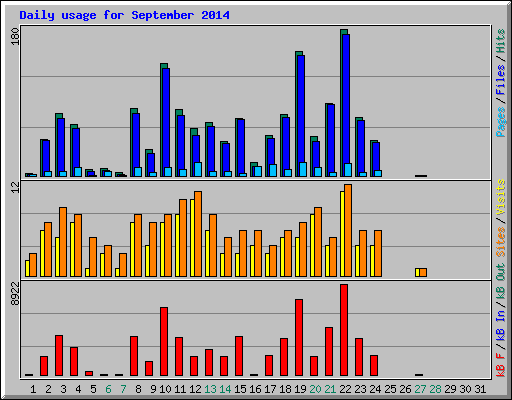 Daily usage for September 2014
180
Pages / Files / Hits
12
Sites / Visits
8922
kB F / kB In / kB Out
1 2 3 4 5 6 7 8 9 10 11 12 13 14 15 16 17 18 19 20 21 22 23 24 25 26 27 28 29 30 31